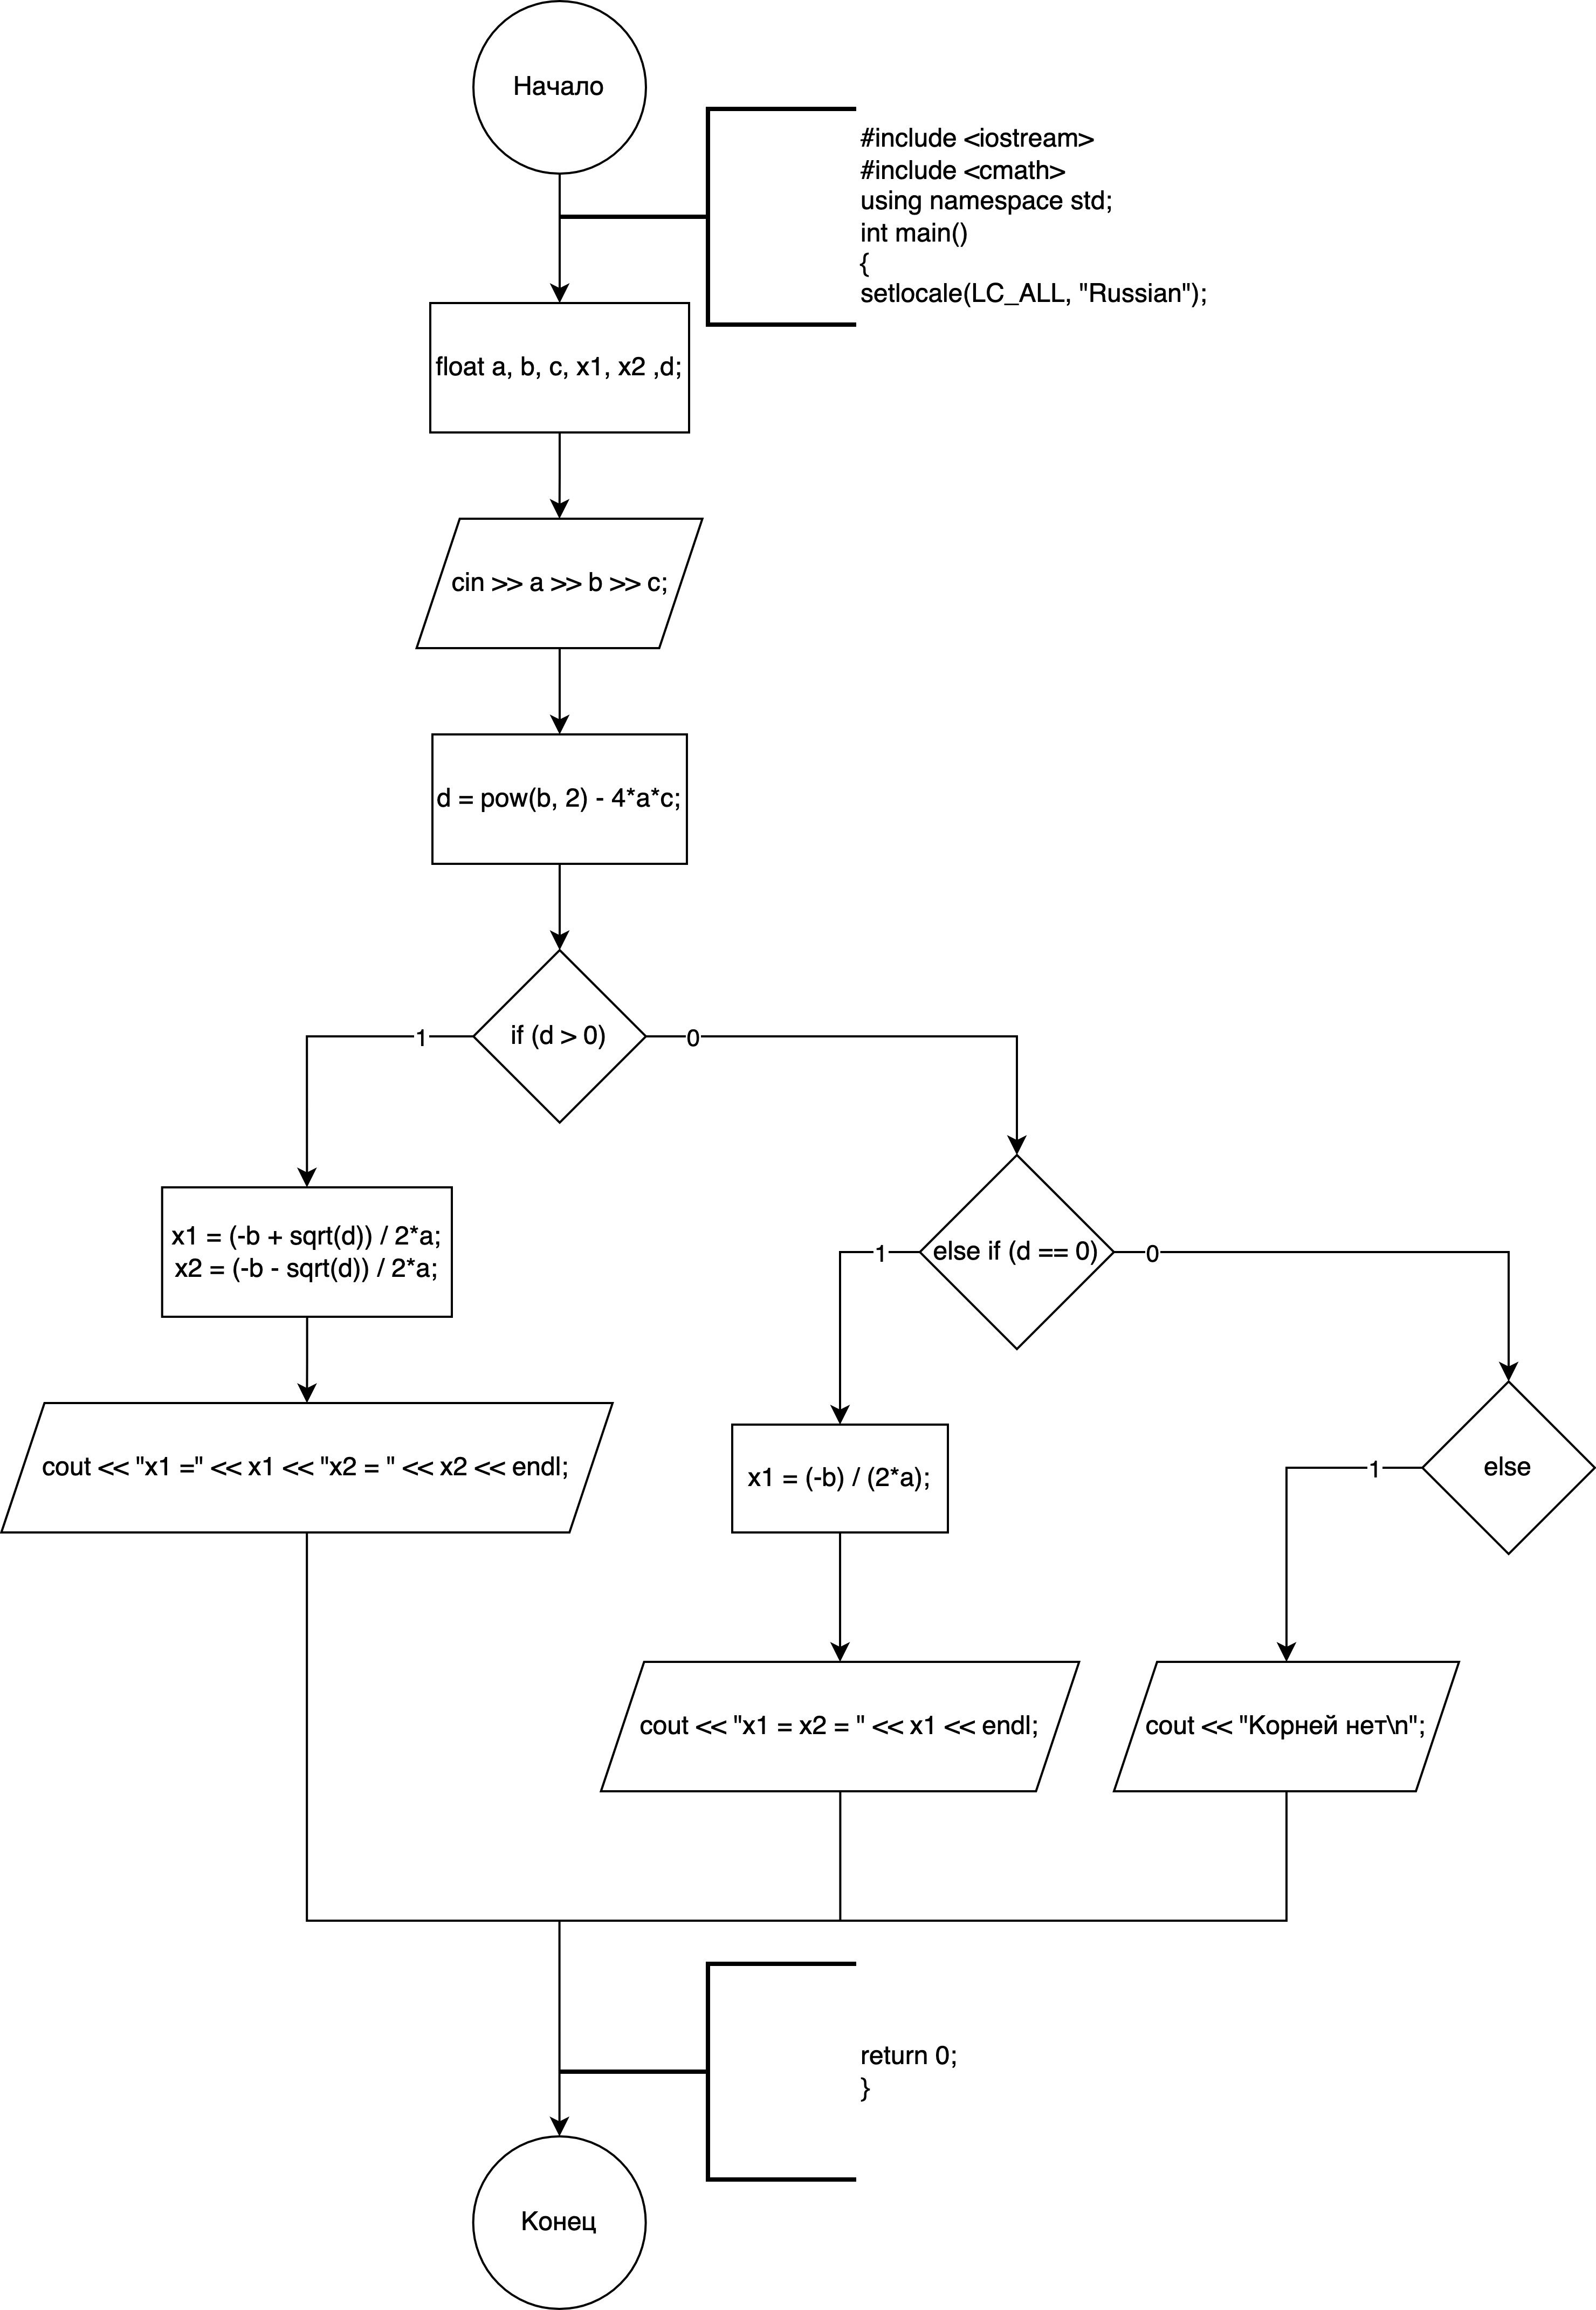 Начало
#include <iostream>
#include <cmath>
using namespace std;
int main()
{
setlocale(LC_ALL, "Russian");
float a, b, c, x1, x2 ,d;
cin >> a >> b >> c;
d = pow(b, 2) - 4*a*c;
if (d > 0)
1
0
x1 = (-b + sqrt(d)) / 2*a;
x2 = (-b - sqrt(d)) / 2*a;
cout << "x1 =" << x1 << "x2 = " << x2 << endl;
else if (d == 0)
1
0
x1 = (-b) / (2*a);
cout << "x1 = x2 = " << x1 << endl;
else
1
cout << "Корней нет\n";
return 0;
}
Конец